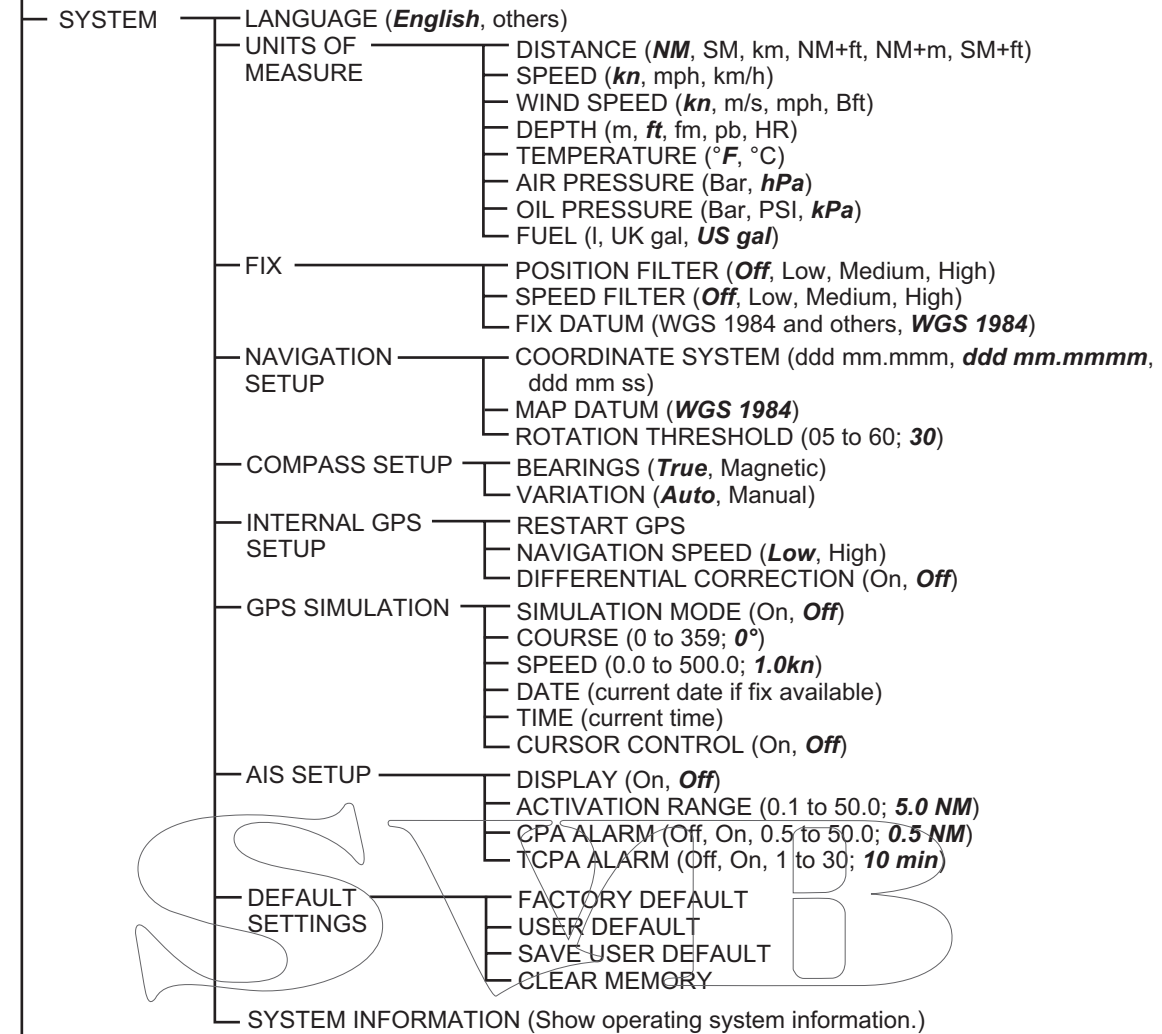 SYSTEM
LANGUAGE (English, others)
UNITS OF
MEASURE
DISTANCE (NM, SM, km, NM+ft, NM+m, SM+ft)
SPEED (kn, mph, km/h)
WIND SPEED (kn, m/s, mph, Bft)
DEPTH (m, ft, fm, pb, HR)
TEMPERATURE (°F, °C)
AIR PRESSURE (Bar, hPa)
OIL PRESSURE (Bar, PSI, kPa)
FUEL (l, UK gal, US gal)
FIX
POSITION FILTER (Off, Low, Medium, High)
SPEED FILTER (Off, Low, Medium, High)
FIX DATUM (WGS 1984 and others, WGS 1984)
NAVIGATION
SETUP
COORDINATE SYSTEM (ddd mm.mmm, ddd mm.mmmm,
ddd mm ss)
MAP DATUM (WGS 1984)
ROTATION THRESHOLD (05 to 60; 30)
COMPASS SETUP
BEARINGS (True, Magnetic)
VARIATION (Auto, Manual)
INTERNAL GPS
SETUP
RESTART GPS
NAVIGATION SPEED (Low, High)
DIFFERENTIAL CORRECTION (On, Off)
GPS SIMULATION
SIMULATION MODE (On, Off)
COURSE (0 to 359; 0°)
SPEED (0.0 to 500.0; 1.0kn)
DATE (current date if fix available)
TIME (current time)
CURSOR CONTROL (On, Off)
AIS SETUP
DISPLAY (On, Off)
ACTIVATION RANGE (0.1 to 50.0; 5.0 NM)
CPA ALARM (Off, On, 0.5 to 50.0; 0.5 NM)
TCPA ALARM (Off, On, 1 to 30; 10 min)
DEFAULT
SETTINGS
FACTORY DEFAULT
USER DEFAULT
SAVE USER DEFAULT
CLEAR MEMORY
SYSTEM INFORMATION (Show operating system information.)
SVB